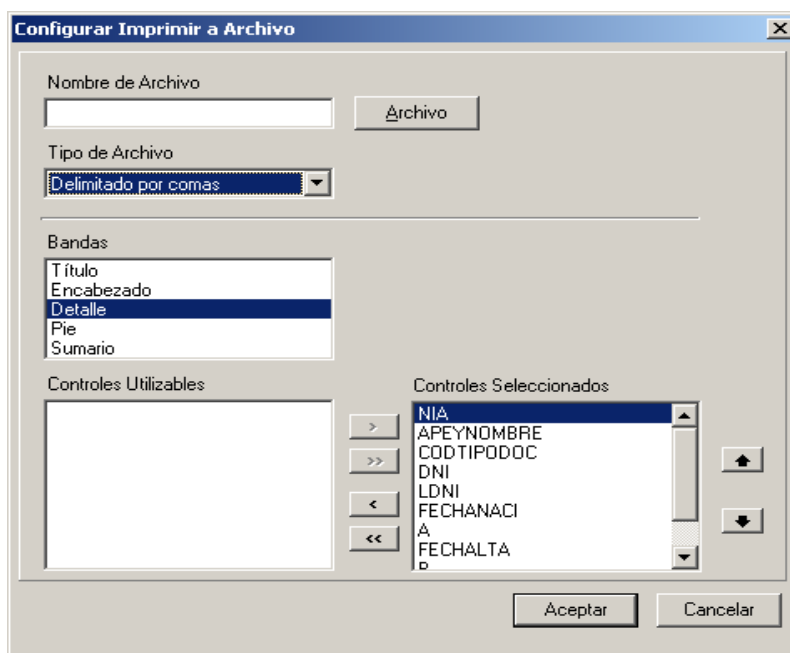 Configurar Imprimir a Archivo
Nombre de Archivo
Archivo
Tipo de Archivo
Delimitado por comas
Bandas
Título
Encabezado
Detalle
Pie
Sumario
Controles Utilizables
Controles Seleccionados
>
>>
<
<<
NIA
APEYNOMBRE
CODTIPODOC
DNI
LDNI
FECHANACI
A
FECHALTA
Aceptar
Cancelar